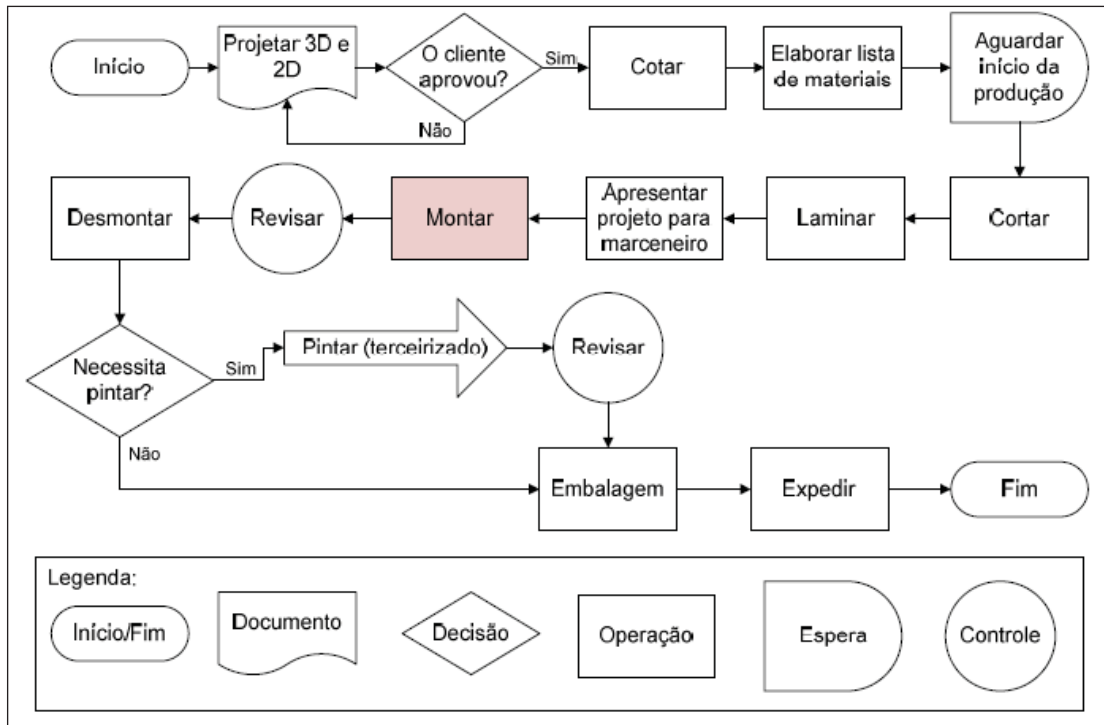 Início
Projetar 3D e
2D
O cliente
aprovou?
Sim
Não
Cotar
Elaborar lista
de materiais
Aguardar
início da
produção
Cortar
Laminar
Apresentar
projeto para
marceneiro
Montar
Revisar
Desmontar
Necessita
pintar?
Sim
Não
Pintar (terceirizado)
Revisar
Embalagem
Expedir
Fim
Legenda:
Início/Fim
Documento
Decisão
Operação
Espera
Controle